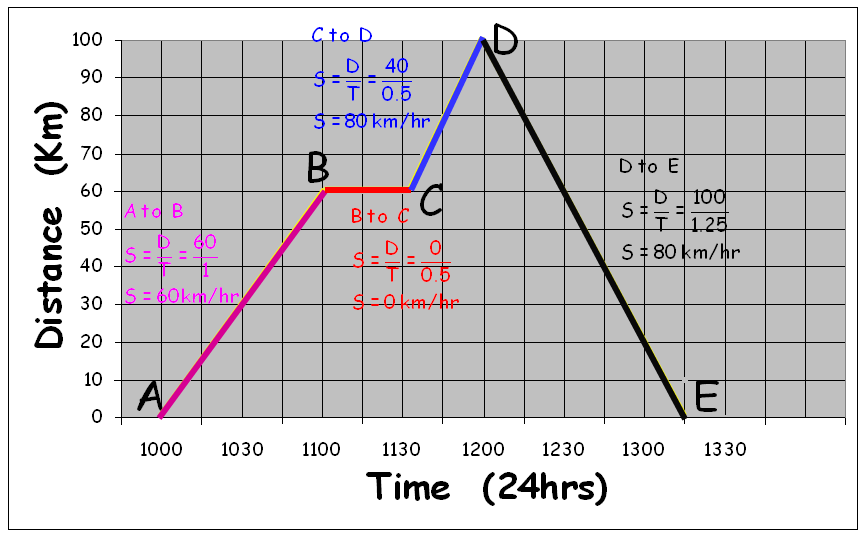 C to D
S = D/T = 40/0.5
S = 80 km/hr
D
B
C
A to B
S = D/T = 60/1
S = 60km/hr
B to C
S = D/T = 0/0.5
S = 0 km/hr
D to E
S = D/T = 100/1.25
S = 80 km/hr
A
E
Distance (Km)
100
90
80
70
60
50
40
30
20
10
0
1000 1030 1100 1130 1200 1230 1300 1330
Time (24hrs)